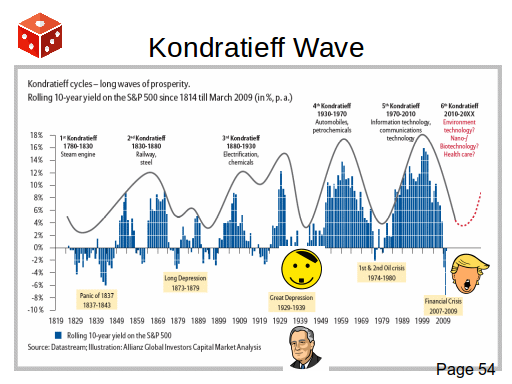 Kondratieff Wave
Kondratieff cycles – long waves of prosperity.
Rolling 10-year yield on the S&P 500 since 1814 till March 2009 (in %, p. a.)
1st Kondratieff
1780-1830
Steam engine
2nd Kondratieff
1830-1880
Railway,
steel
3rd Kondratieff
1880-1930
Electrification,
chemicals
4th Kondratieff
1930-1970
Automobiles,
petrochemicals
5th Kondratieff
1970-2010
Information technology,
communications
technology
6th Kondratieff
2010-20XX
Environment
technology?
Nano-/
Biotechnology?
Health care?
18%
16%
14%
12%
10%
8%
6%
4%
2%
0%
-2%
-4%
-6%
-8%
-10%
Panic of 1837
1837-1843
Long Depression
1873-1879
Great Depression
1929-1939
1st & 2nd Oil crisis
1974-1980
Financial Crisis
2007-2009
1819 1829 1839 1849 1859 1869 1879 1889 1899 1909 1919 1929 1939 1949 1959 1969 1979 1989 1999 2009
Rolling 10-year yield on the S&P 500
Source: Datastream; Illustration: Allianz Global Investors Capital Market Analysis
Page 54